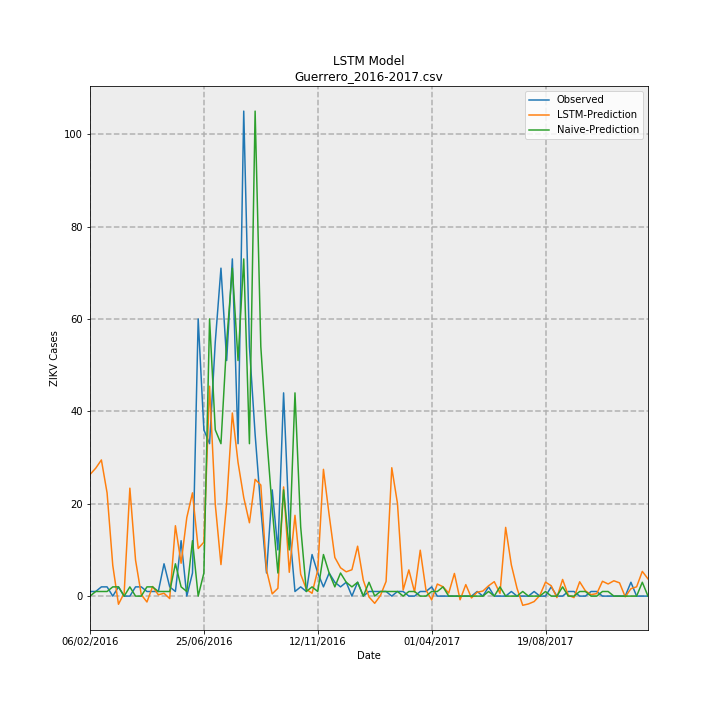 LSTM Model
Guerrero_2016-2017.csv
Observed
LSTM-Prediction
Naive-Prediction
100
80
60
40
20
0
ZIKV Cases
06/02/2016 25/06/2016 12/11/2016 01/04/2017 19/08/2017
Date